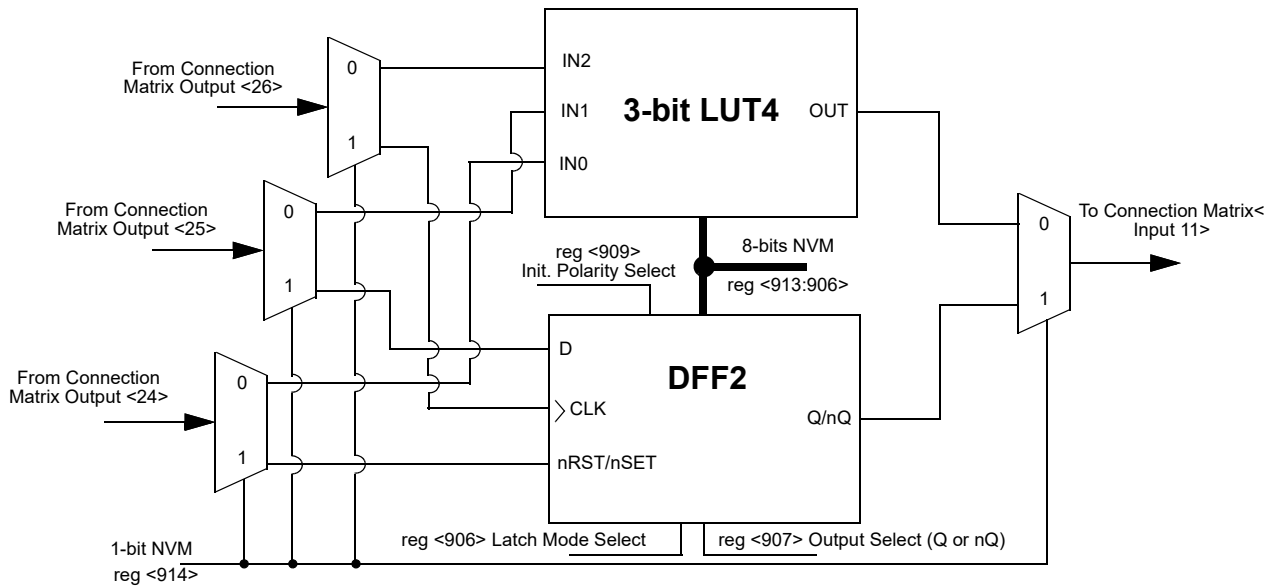 From Connection
Matrix Output <26>
0
1
IN2
IN1
IN0
3-bit LUT4
OUT
From Connection
Matrix Output <25>
0
1
To Connection Matrix<
Input 11>
0
1
8-bits NVM
reg <913:906>
reg <909>
Init. Polarity Select
From Connection
Matrix Output <24>
0
1
D
CLK
nRST/nSET
DFF2
Q/nQ
reg <906> Latch Mode Select
reg <907> Output Select (Q or nQ)
1-bit NVM
reg <914>